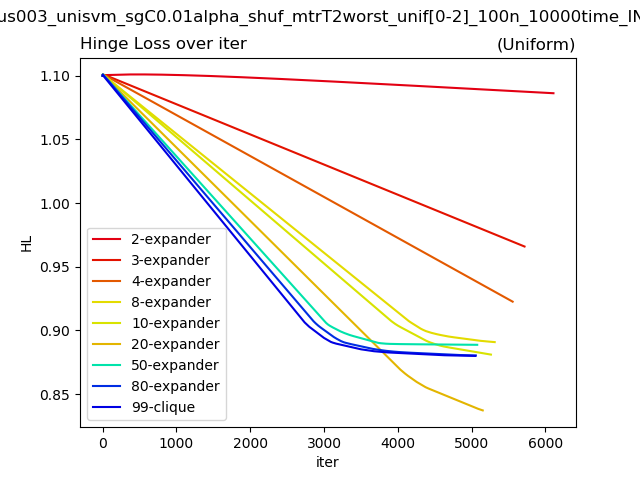 us003_unisvm_sgC0.01alpha_shuf_mtrT2worst_unif[0-2]_100n_10000time_IN
Hinge Loss over iter
(Uniform)
1.10
1.05
1.00
0.95
0.90
0.85
HL
2-expander
3-expander
4-expander
8-expander
10-expander
20-expander
50-expander
80-expander
99-clique
0 1000 2000 3000 4000 5000 6000
iter